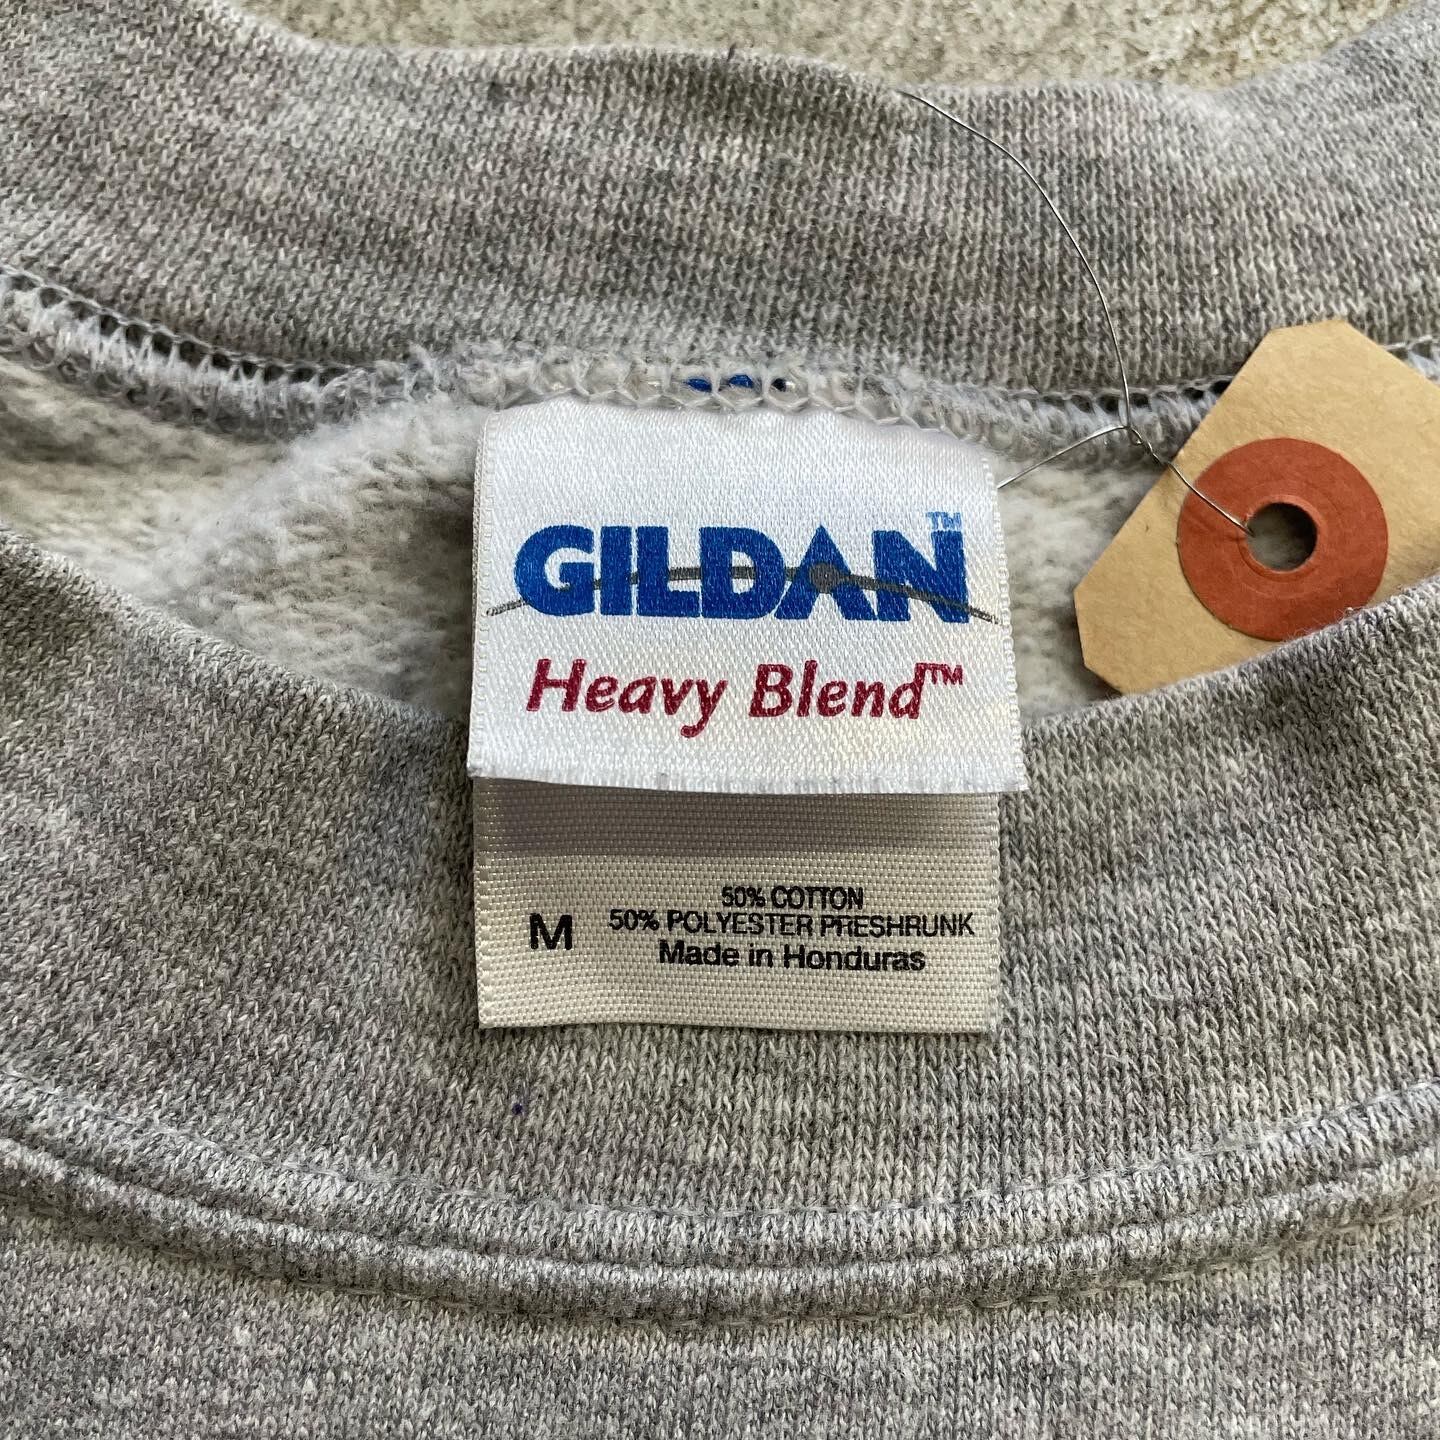 GILDAN™
Heavy Blend™
50% COTTON
M 50% POLYESTER PRESHRUNK
Made in Honduras